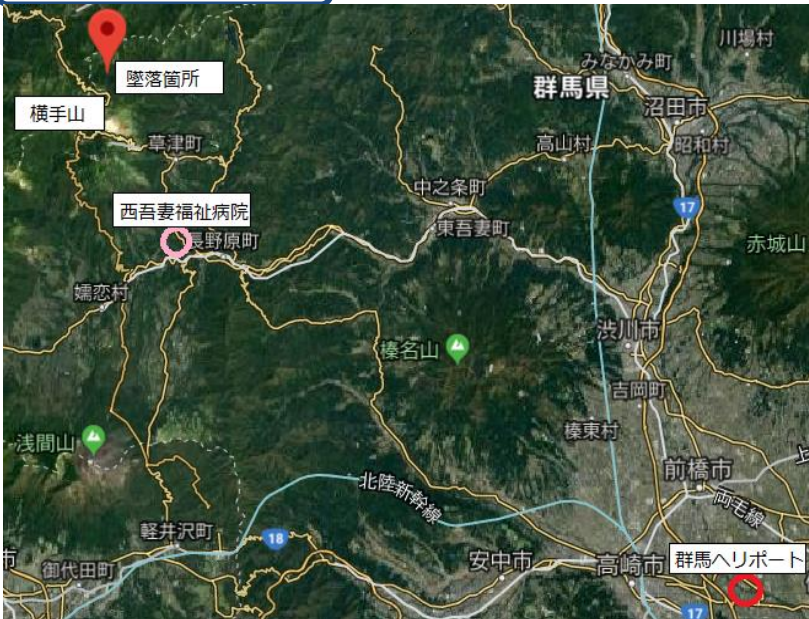 川場村
墜落箇所
みなかみ町
群馬県
横手山
沼田市
草津町
高山村
昭和村
中之条町
西吾妻福祉病院
17
東吾妻町
長野原町
赤城山
嬬恋村
渋川市
榛名山
吉岡町
浅間山
榛東村
前橋市
上
北陸新幹線
両毛線
軽井沢町
18
安中市
高崎市
群馬ヘリポート
市
御代田町
17